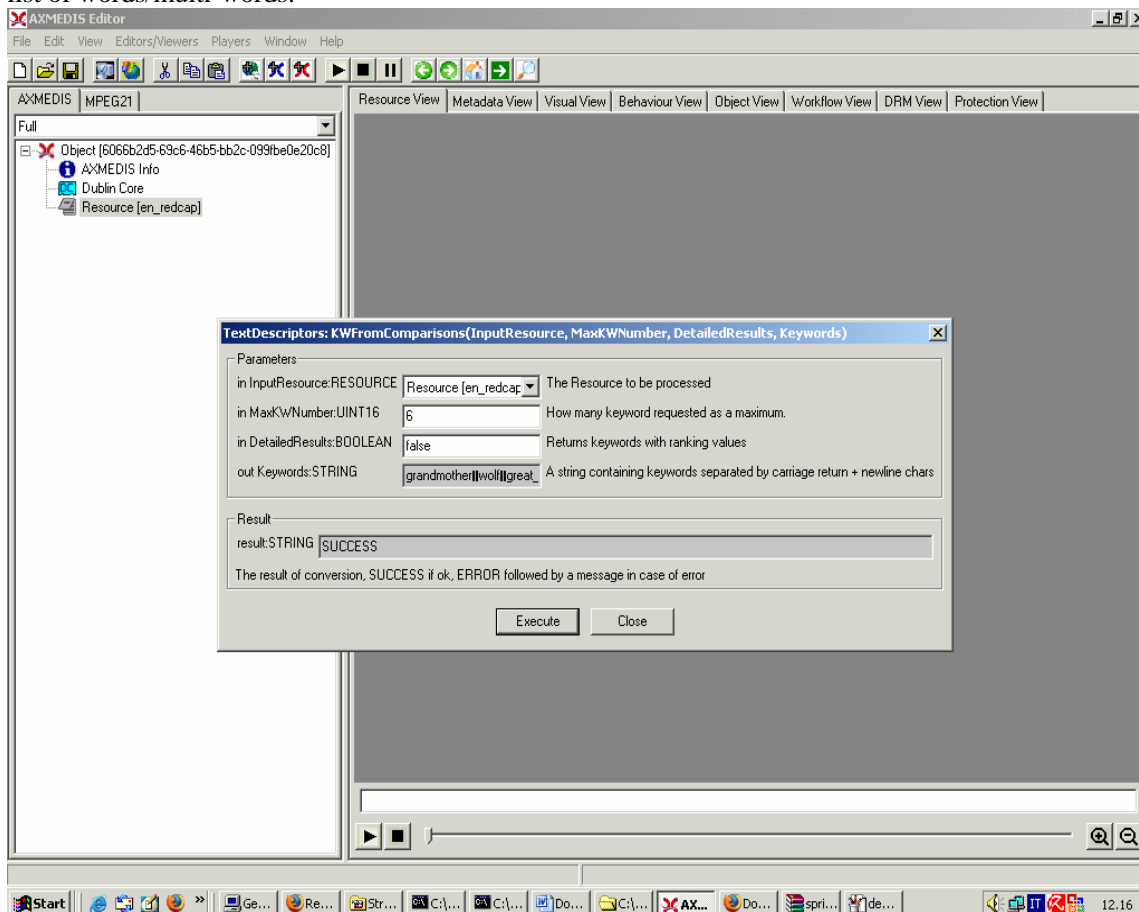 list of words/multi-words.
AXMEDIS Editor
File Edit View Editors/Viewers Players Window Help
AXMEDIS MPEG21
Resource View Metadata View Visual View Behaviour View Object View Workflow View DRM View Protection View
Full
Object [6066b2d5-69c6-46b5-bb2c-099fbe0e20c8]
AXMEDIS Info
Dublin Core
Resource [en_redcap]
TextDescriptors: KWFromComparisons(InputResource, MaxKWNumber, DetailedResults, Keywords)
Parameters
in InputResource:RESOURCE Resource [en_redcap The Resource to be processed
in MaxKWNumber:UINT16 6 How many keyword requested as a maximum.
in DetailedResults:BOOLEAN false Returns keywords with ranking values
out Keywords:STRING grandmother||wolf||great_ A string containing keywords separated by carriage return + newline chars
Result
result:STRING SUCCESS
The result of conversion, SUCCESS if ok, ERROR followed by a message in case of error
Execute Close
Start » Ge... Re... Str... C:\... C:\... Do... C:\... AX... Do... spri... de... IT 12.16